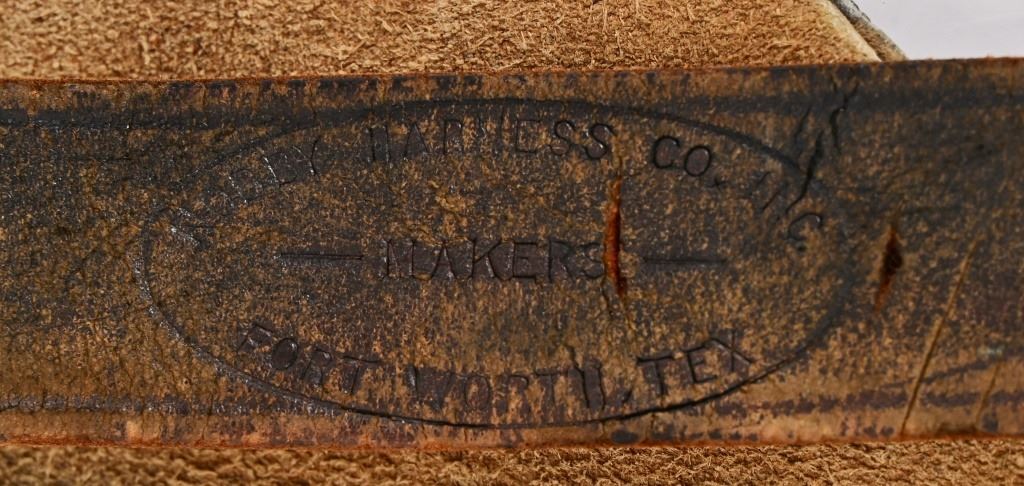 HARNESS CO. INC.
MAKERS
FORT WORTH, TEX